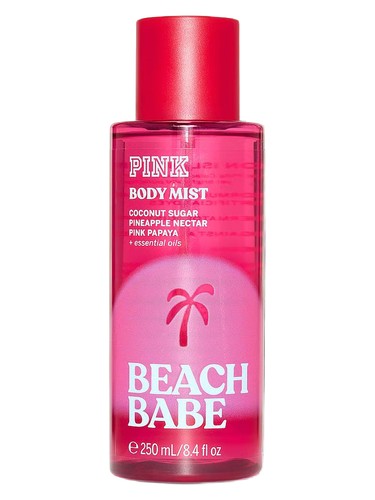 PINK
BODY MIST
COCONUT SUGAR
PINEAPPLE NECTAR
PINK PAPAYA
+ essential oils
BEACH
BABE
℮ 250 mL/8.4 fl oz